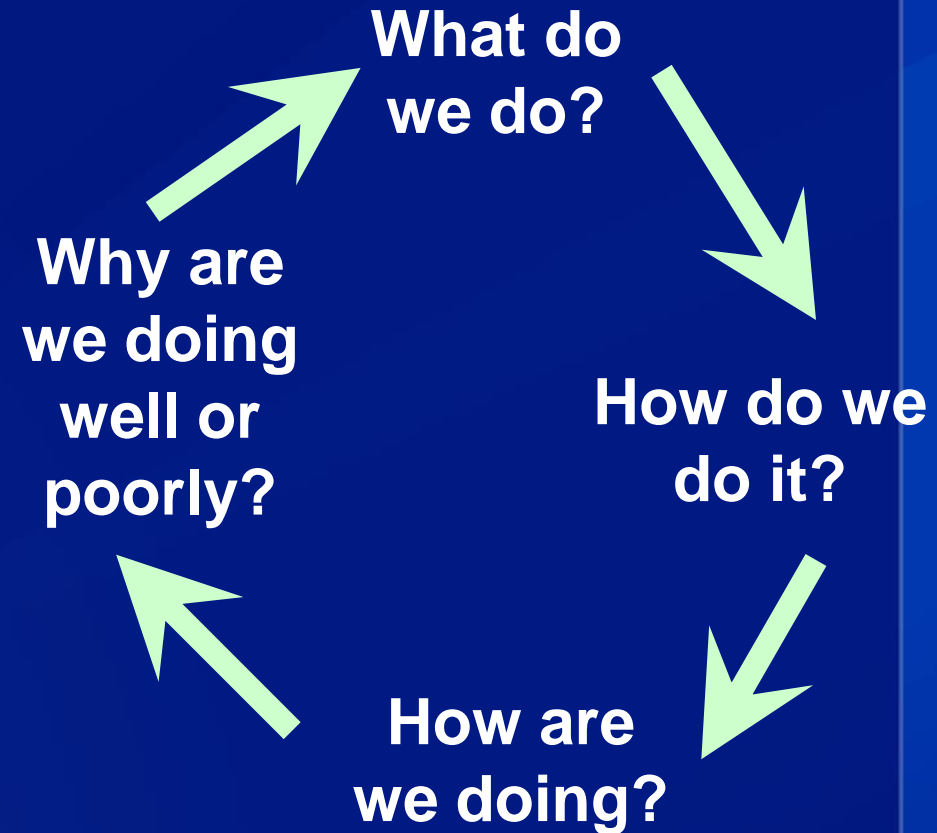 What do
we do?
How do we
do it?
How are
we doing?
Why are
we doing
well or
poorly?